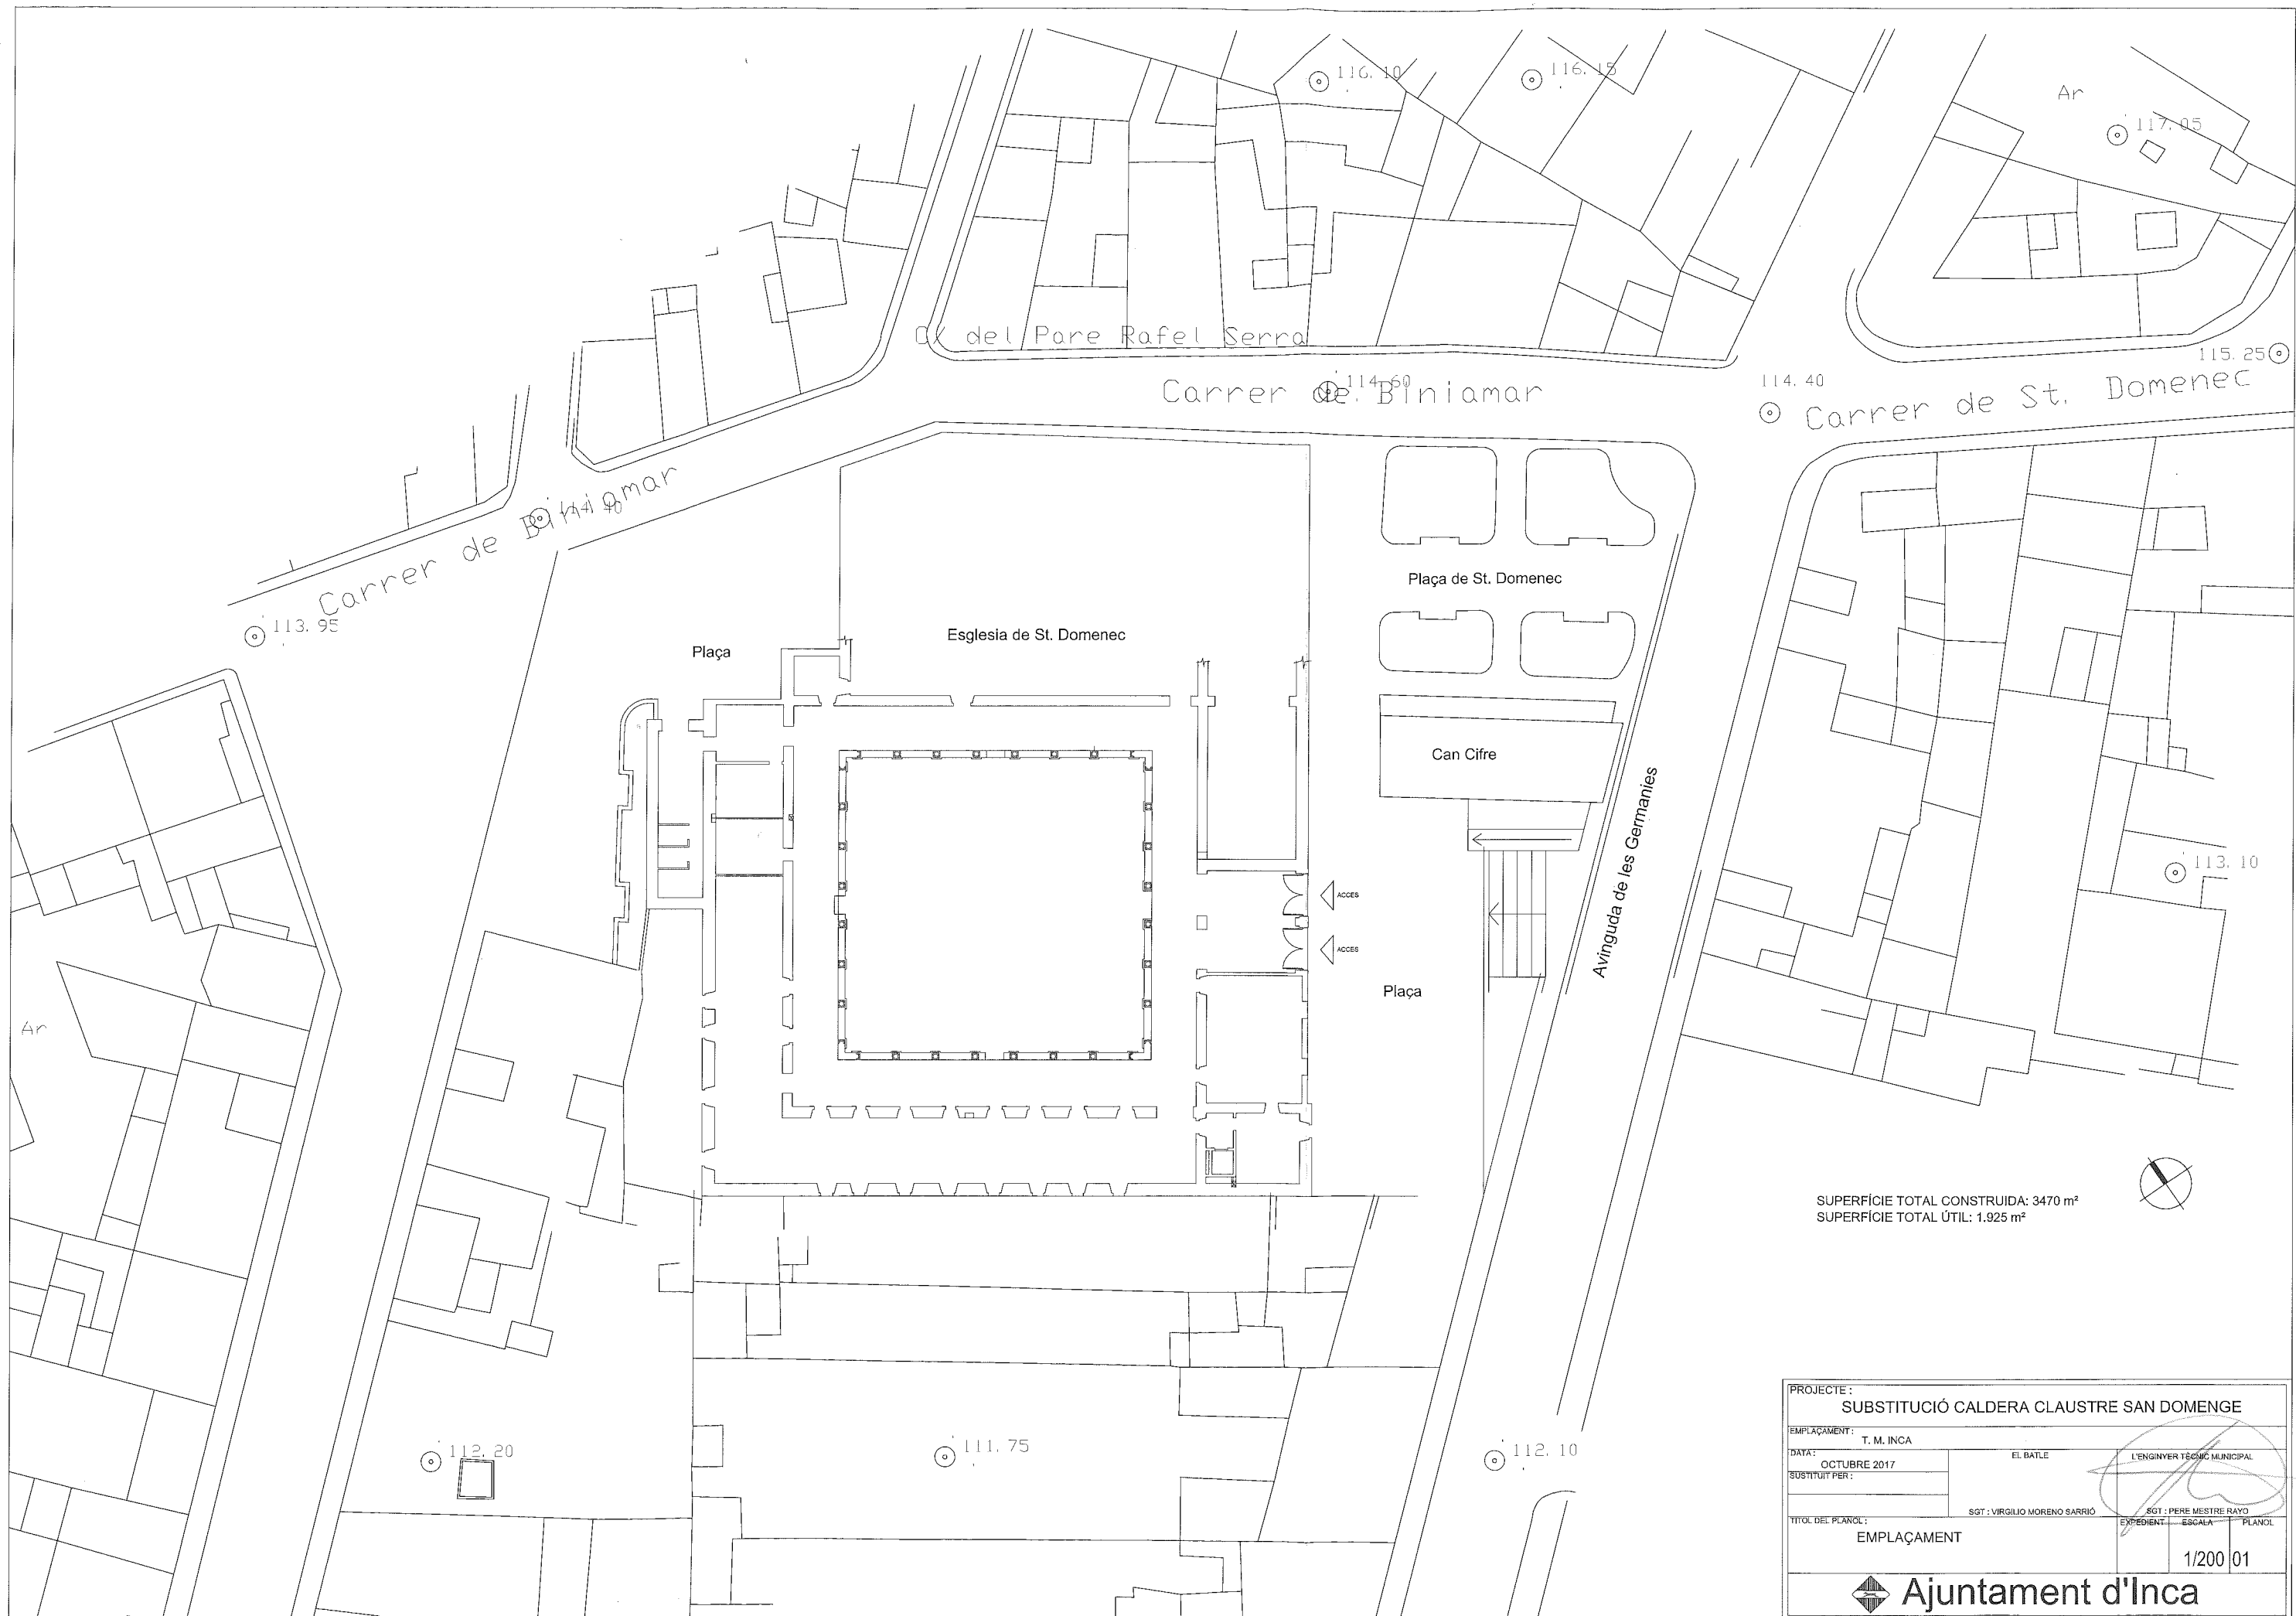 116. 10
116. 15
Ar
117. 05
C/ del Pare Rafel Serra
115. 25
114. 60
114. 40
Carrer de Biniamar
Carrer de St. Domenec
Carrer de Biniamar
113. 95
Plaça de St. Domenec
Esglesia de St. Domenec
Plaça
Can Cifre
Avinguda de les Germanies
113. 10
ACCES
ACCES
Plaça
Ar
SUPERFÍCIE TOTAL CONSTRUIDA: 3470 m²
SUPERFÍCIE TOTAL ÚTIL: 1.925 m²
112. 20
111. 75
112. 10
PROJECTE :
SUBSTITUCIÓ CALDERA CLAUSTRE SAN DOMENGE
EMPLAÇAMENT :
T. M. INCA
DATA :
OCTUBRE 2017
EL BATLE
L'ENGINYER TÈCNIC MUNICIPAL
SUSTITUIT PER :
SGT : VIRGILIO MORENO SARRIÓ
SGT : PERE MESTRE RAYO
TITOL DEL PLANOL :
EMPLAÇAMENT
EXPEDIENT
ESCALA
PLANOL
1/200
01
Ajuntament d'Inca